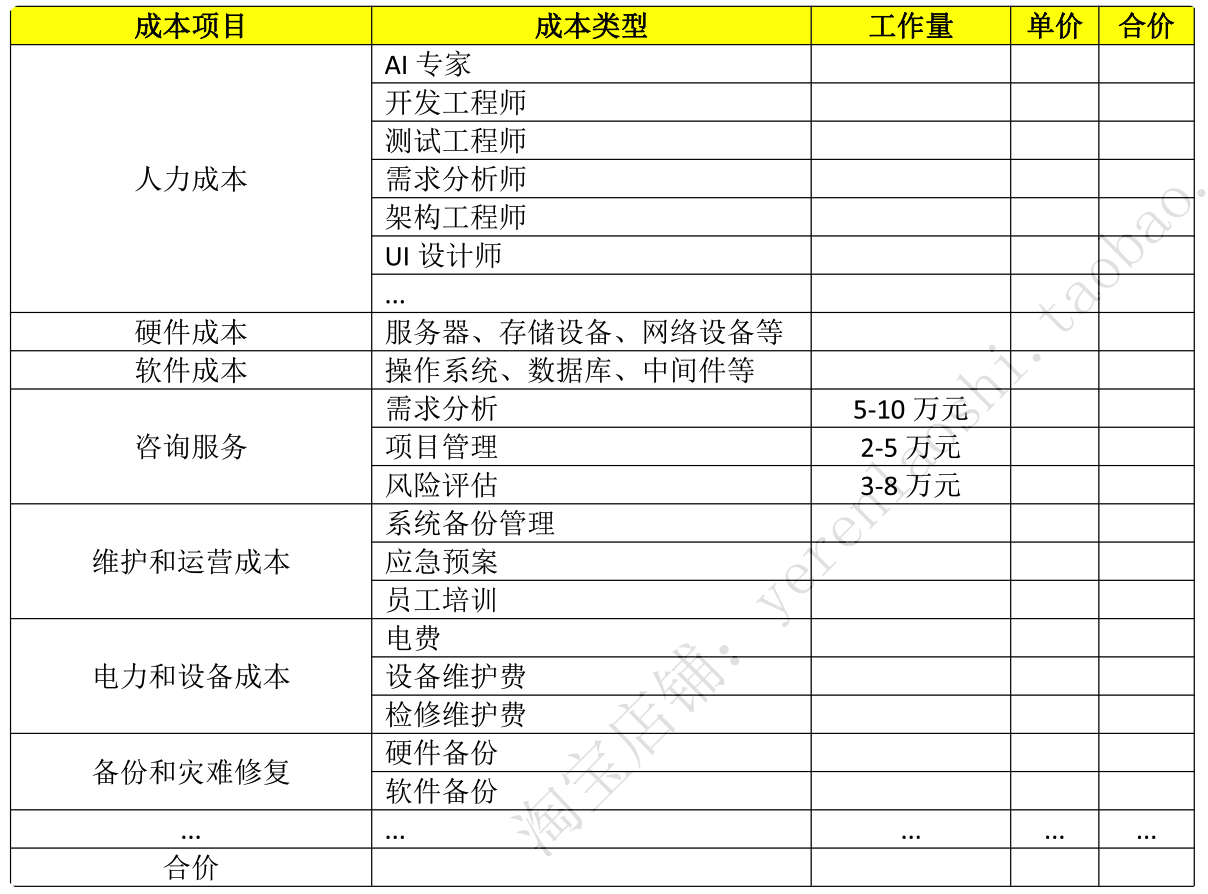 成本项目 成本类型 工作量 单价 合价
人力成本
AI 专家
开发工程师
测试工程师
需求分析师
架构工程师
UI 设计师
...
硬件成本 服务器、存储设备、网络设备等
软件成本 操作系统、数据库、中间件等
咨询服务
需求分析 5-10 万元
项目管理 2-5 万元
风险评估 3-8 万元
维护和运营成本
系统备份管理
应急预案
员工培训
电力和设备成本
电费
设备维护费
检修维护费
备份和灾难修复
硬件备份
软件备份
... ... ... ... ...
合价
淘宝店铺：yerenlaoshi.taobao.